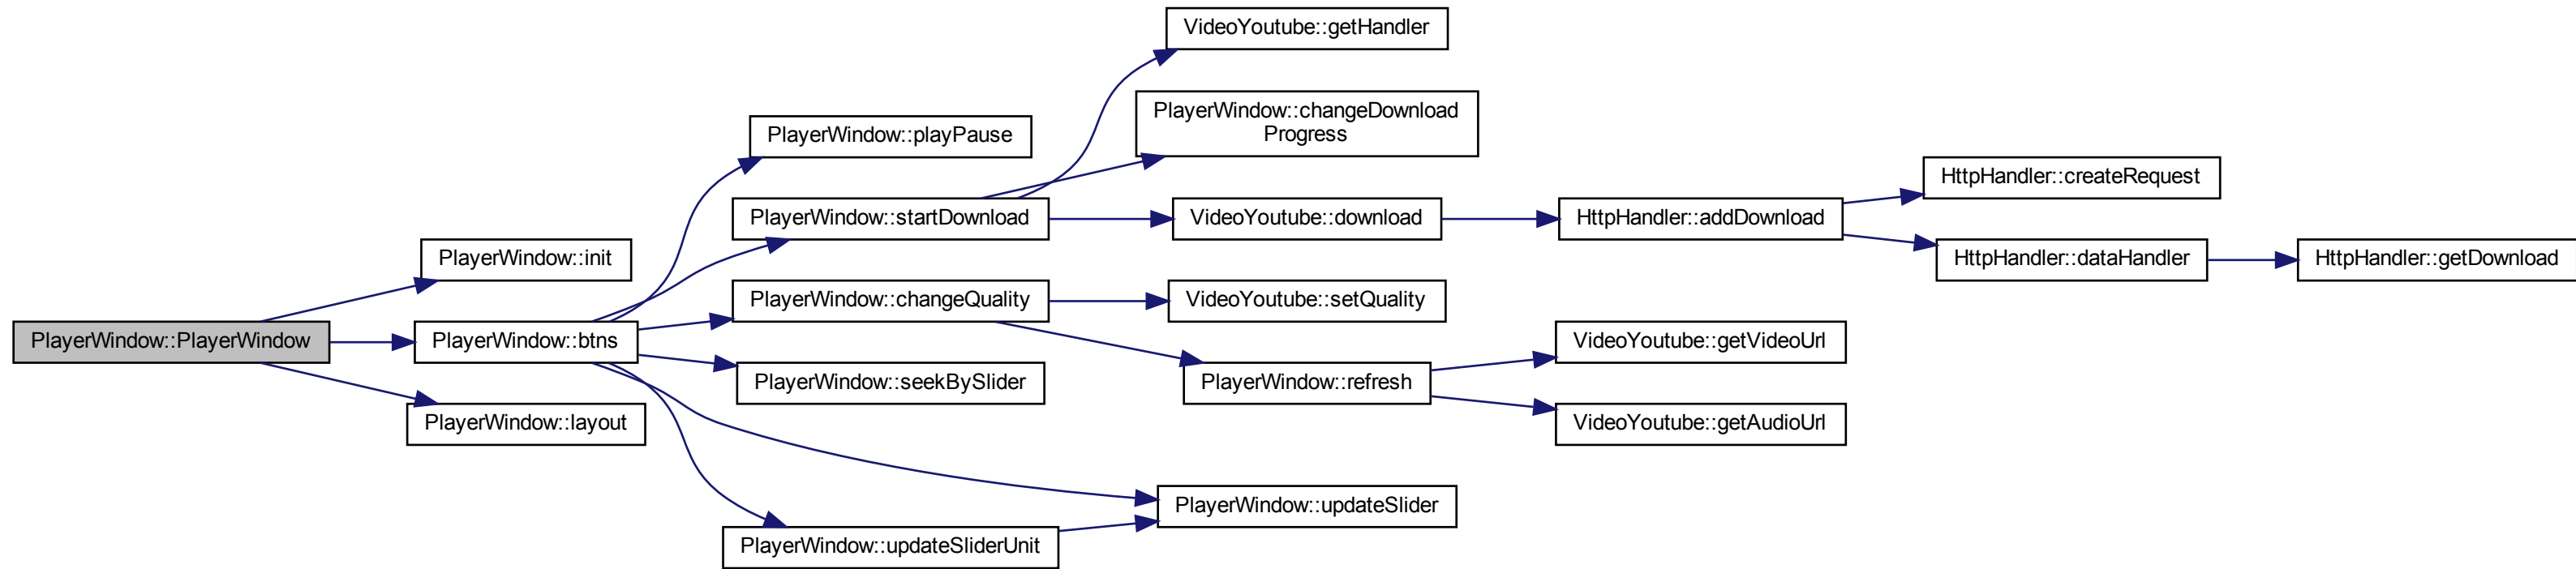 VideoYoutube::getHandler
PlayerWindow::changeDownload
Progress
PlayerWindow::playPause
HttpHandler::createRequest
PlayerWindow::startDownload
VideoYoutube::download
HttpHandler::addDownload
PlayerWindow::init
HttpHandler::dataHandler
HttpHandler::getDownload
PlayerWindow::changeQuality
VideoYoutube::setQuality
PlayerWindow::PlayerWindow
PlayerWindow::btns
VideoYoutube::getVideoUrl
PlayerWindow::seekBySlider
PlayerWindow::refresh
PlayerWindow::layout
VideoYoutube::getAudioUrl
PlayerWindow::updateSlider
PlayerWindow::updateSliderUnit